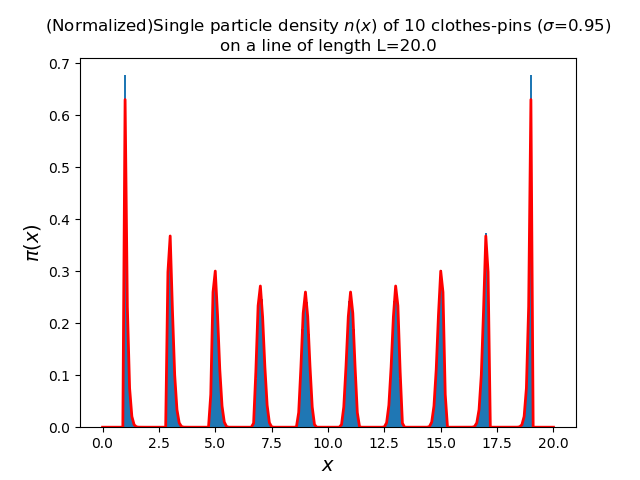 (Normalized)Single particle density n(x) of 10 clothes-pins (σ=0.95)
on a line of length L=20.0
0.7
0.6
0.5
0.4
0.3
0.2
0.1
0.0
π(x)
0.0 2.5 5.0 7.5 10.0 12.5 15.0 17.5 20.0
x